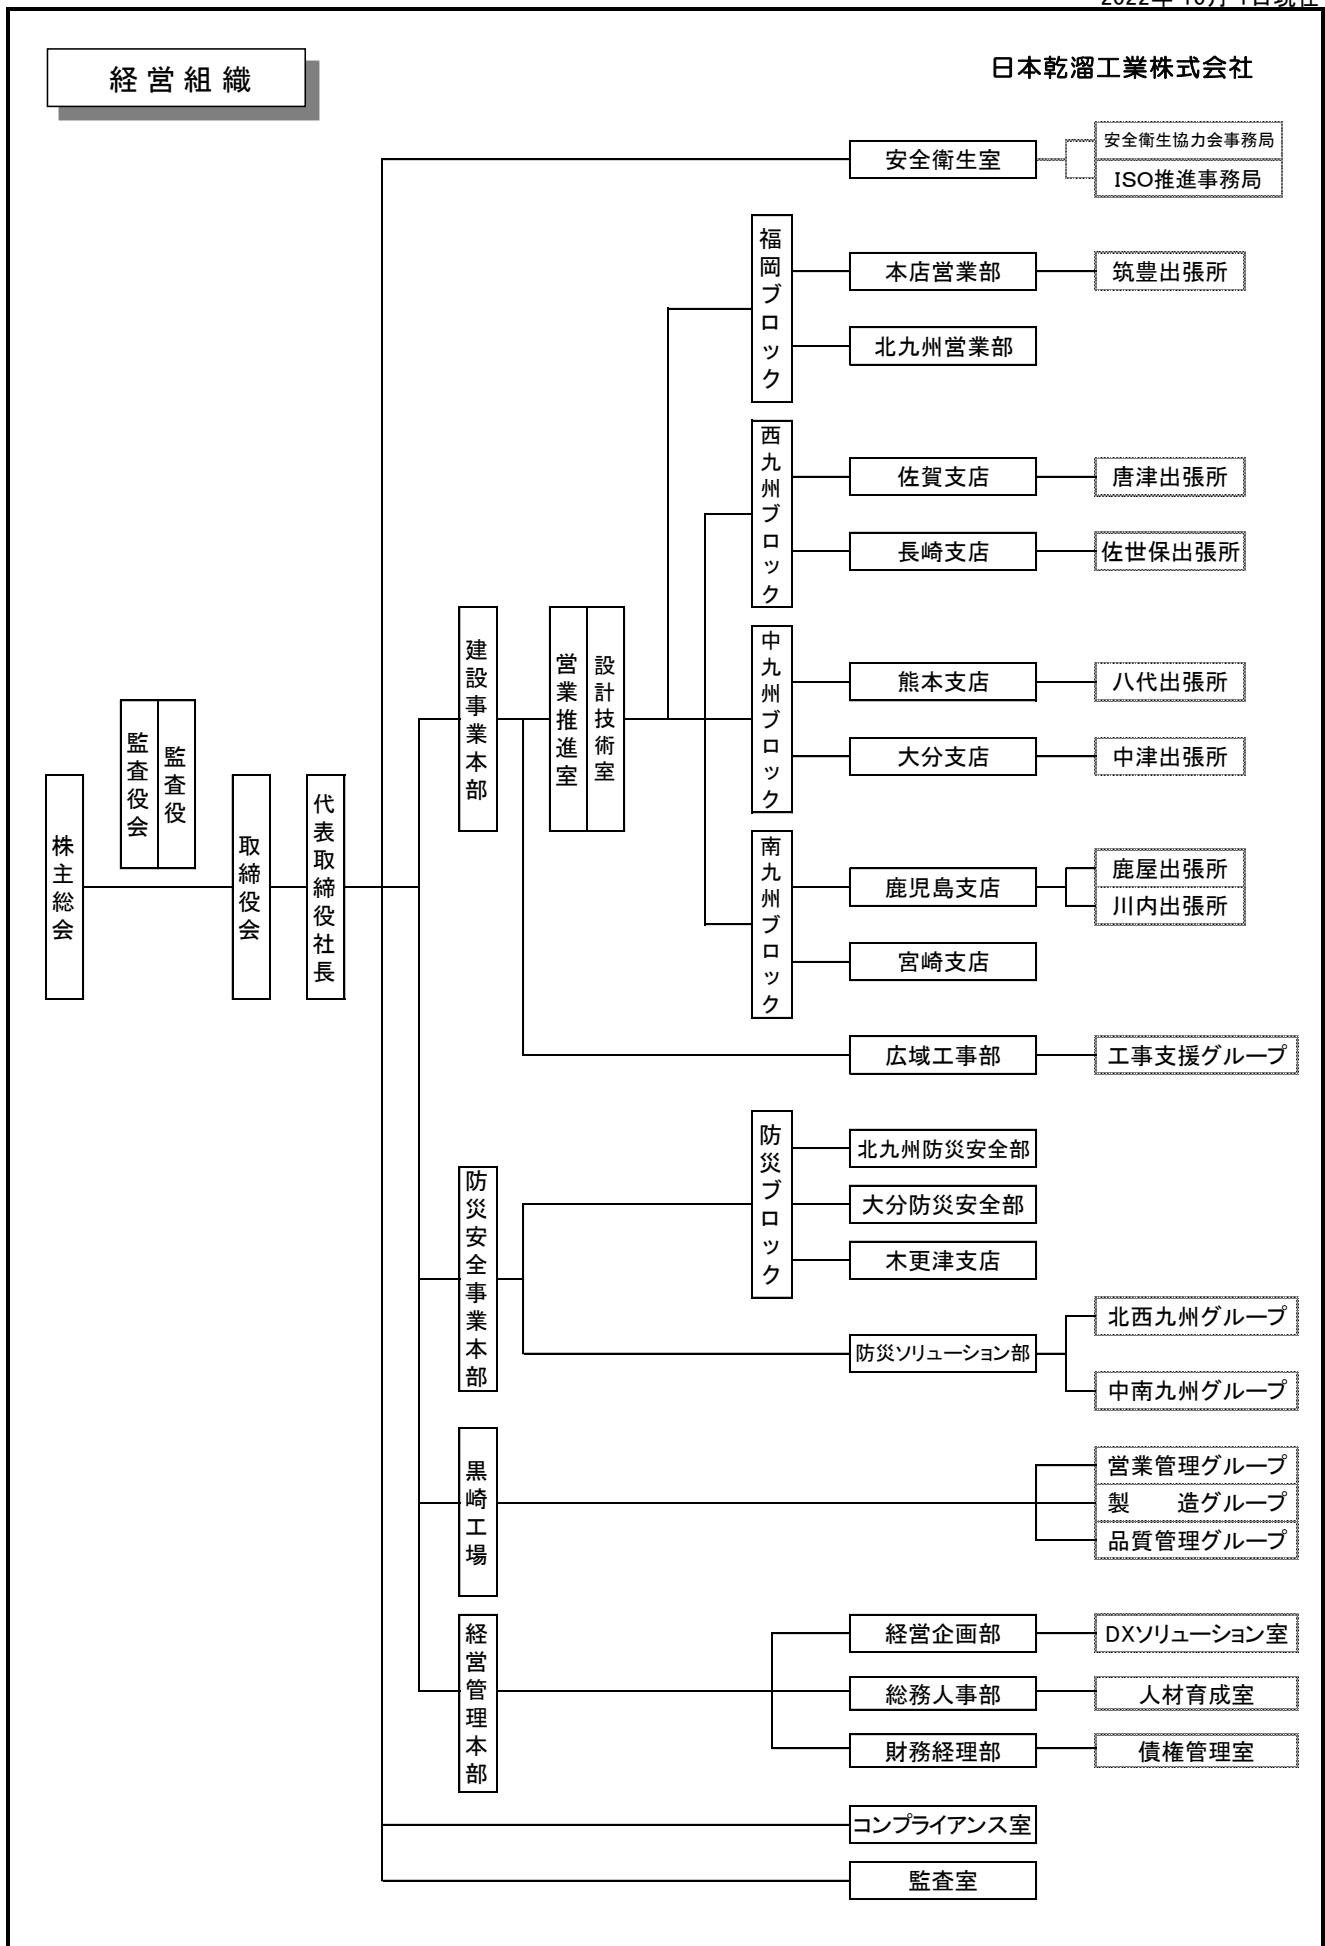 2022年 10月 1日現在
経営組織
日本乾溜工業株式会社
安全衛生室
安全衛生協力会事務局
ISO推進事務局
福岡ブロック
本店営業部
筑豊出張所
北九州営業部
西九州ブロック
佐賀支店
唐津出張所
長崎支店
佐世保出張所
建設事業本部
営業推進室
設計技術室
中九州ブロック
熊本支店
八代出張所
大分支店
中津出張所
監査役会
監査役
株主総会
取締役会
代表取締役社長
南九州ブロック
鹿児島支店
鹿屋出張所
川内出張所
宮崎支店
広域工事部
工事支援グループ
防災安全事業本部
防災ブロック
北九州防災安全部
大分防災安全部
木更津支店
防災ソリューション部
北西九州グループ
中南九州グループ
黒崎工場
営業管理グループ
製　　造グループ
品質管理グループ
経営管理本部
経営企画部
DXソリューション室
総務人事部
人材育成室
財務経理部
債権管理室
コンプライアンス室
監査室